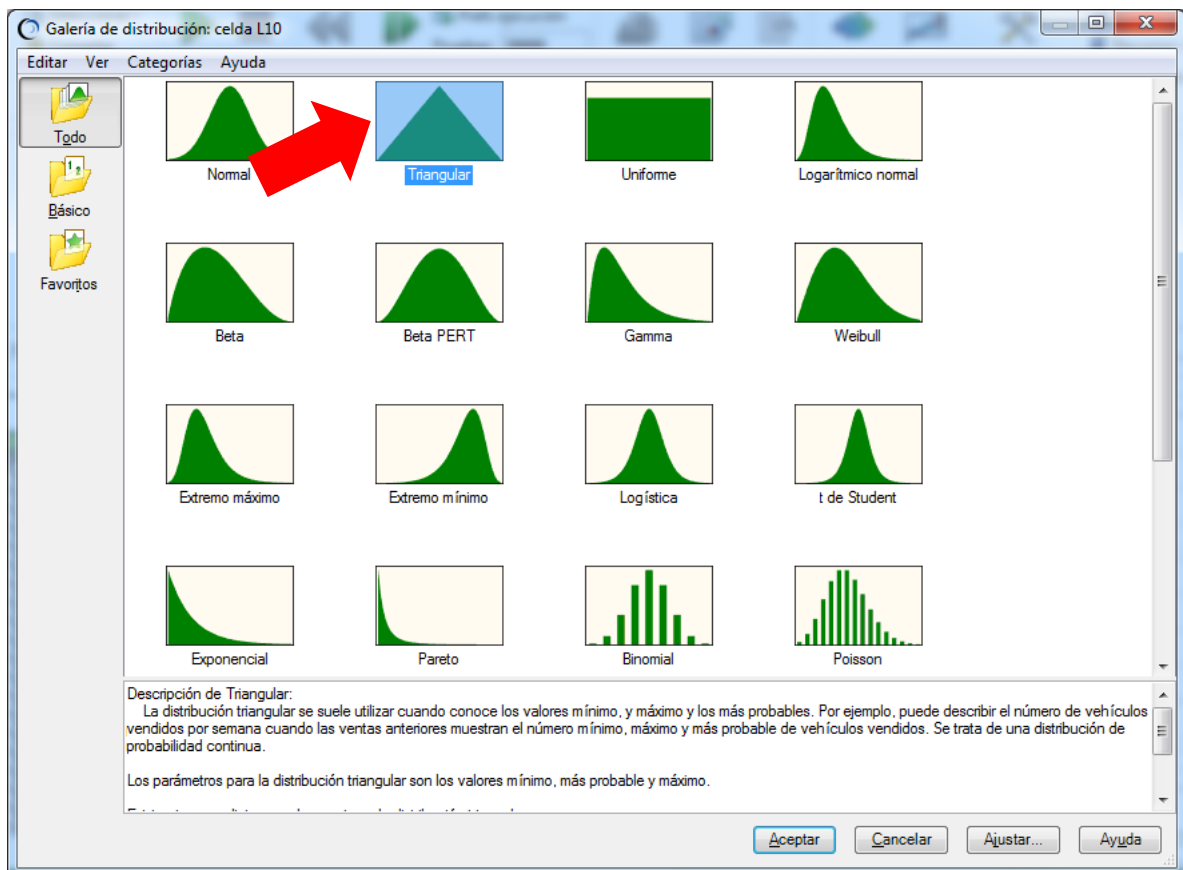 Galería de distribución: celda L10
Editar Ver Categorías Ayuda
Todo
Básico
Favoritos
Normal
Triangular
Uniforme
Logarítmico normal
Beta
Beta PERT
Gamma
Weibull
Extremo máximo
Extremo mínimo
Logística
t de Student
Exponencial
Pareto
Binomial
Poisson
Descripción de Triangular:
La distribución triangular se suele utilizar cuando conoce los valores mínimo, y máximo y los más probables. Por ejemplo, puede describir el número de vehículos
vendidos por semana cuando las ventas anteriores muestran el número mínimo, máximo y más probable de vehículos vendidos. Se trata de una distribución de
probabilidad continua.
Los parámetros para la distribución triangular son los valores mínimo, más probable y máximo.
Aceptar Cancelar Ajustar... Ayuda